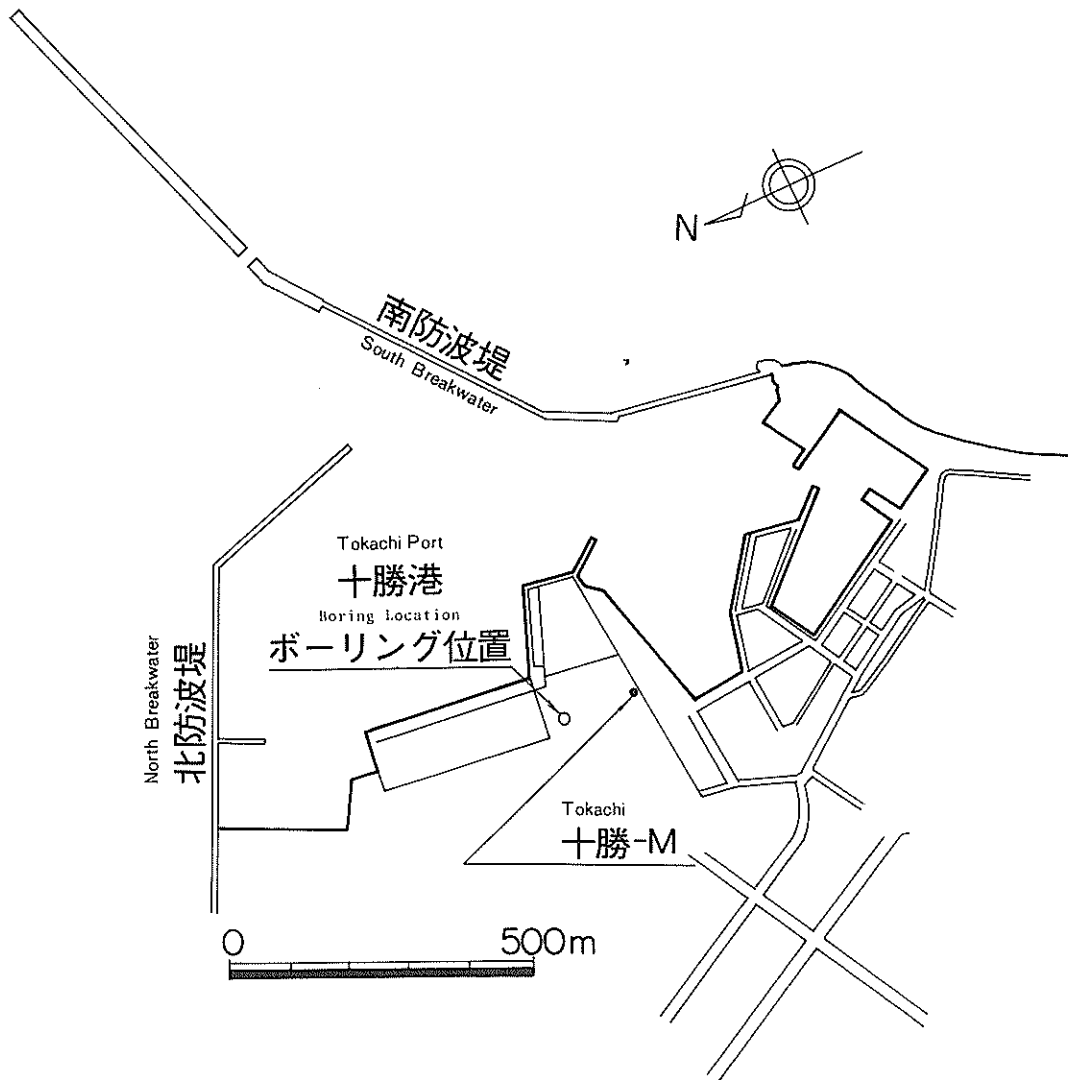 N
南防波堤
South Breakwater
Tokachi Port
十勝港
Boring Location
ボーリング位置
North Breakwater
北防波堤
Tokachi
十勝-M
0 500m